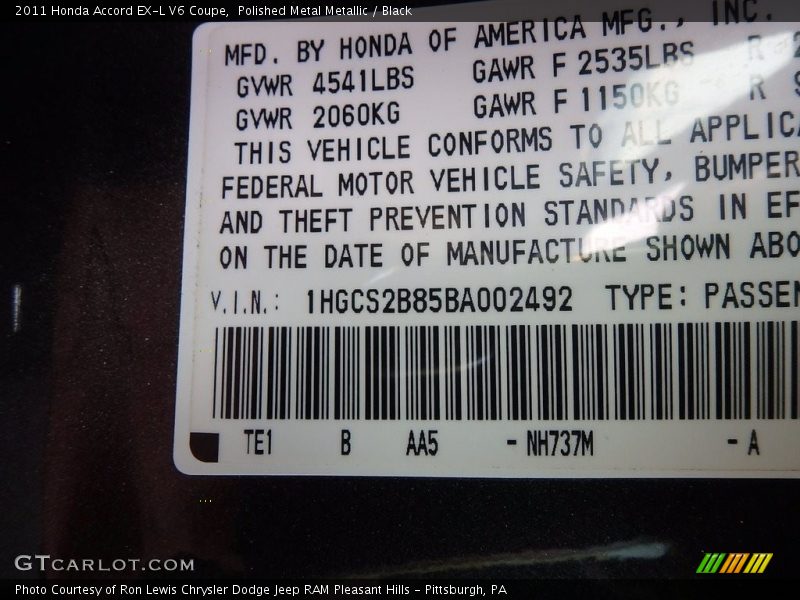 2011 Honda Accord EX-L V6 Coupe, Polished Metal Metallic / Black
MFD. BY HONDA OF AMERICA MFG., INC.
GVWR 4541LBS GAWR F 2535LBS R
GVWR 2060KG GAWR F 1150KG R
THIS VEHICLE CONFORMS TO ALL
FEDERAL MOTOR VEHICLE SAFETY, BUMPER
AND THEFT PREVENTION STANDARDS IN
ON THE DATE OF MANUFACTURE SHOWN
V.I.N.: 1HGCS2B85BA002492 TYPE:
TE1 B AA5 - NH737M - A
GTCARLOT.COM
Photo Courtesy of Ron Lewis Chrysler Dodge Jeep RAM Pleasant Hills - Pittsburgh, PA